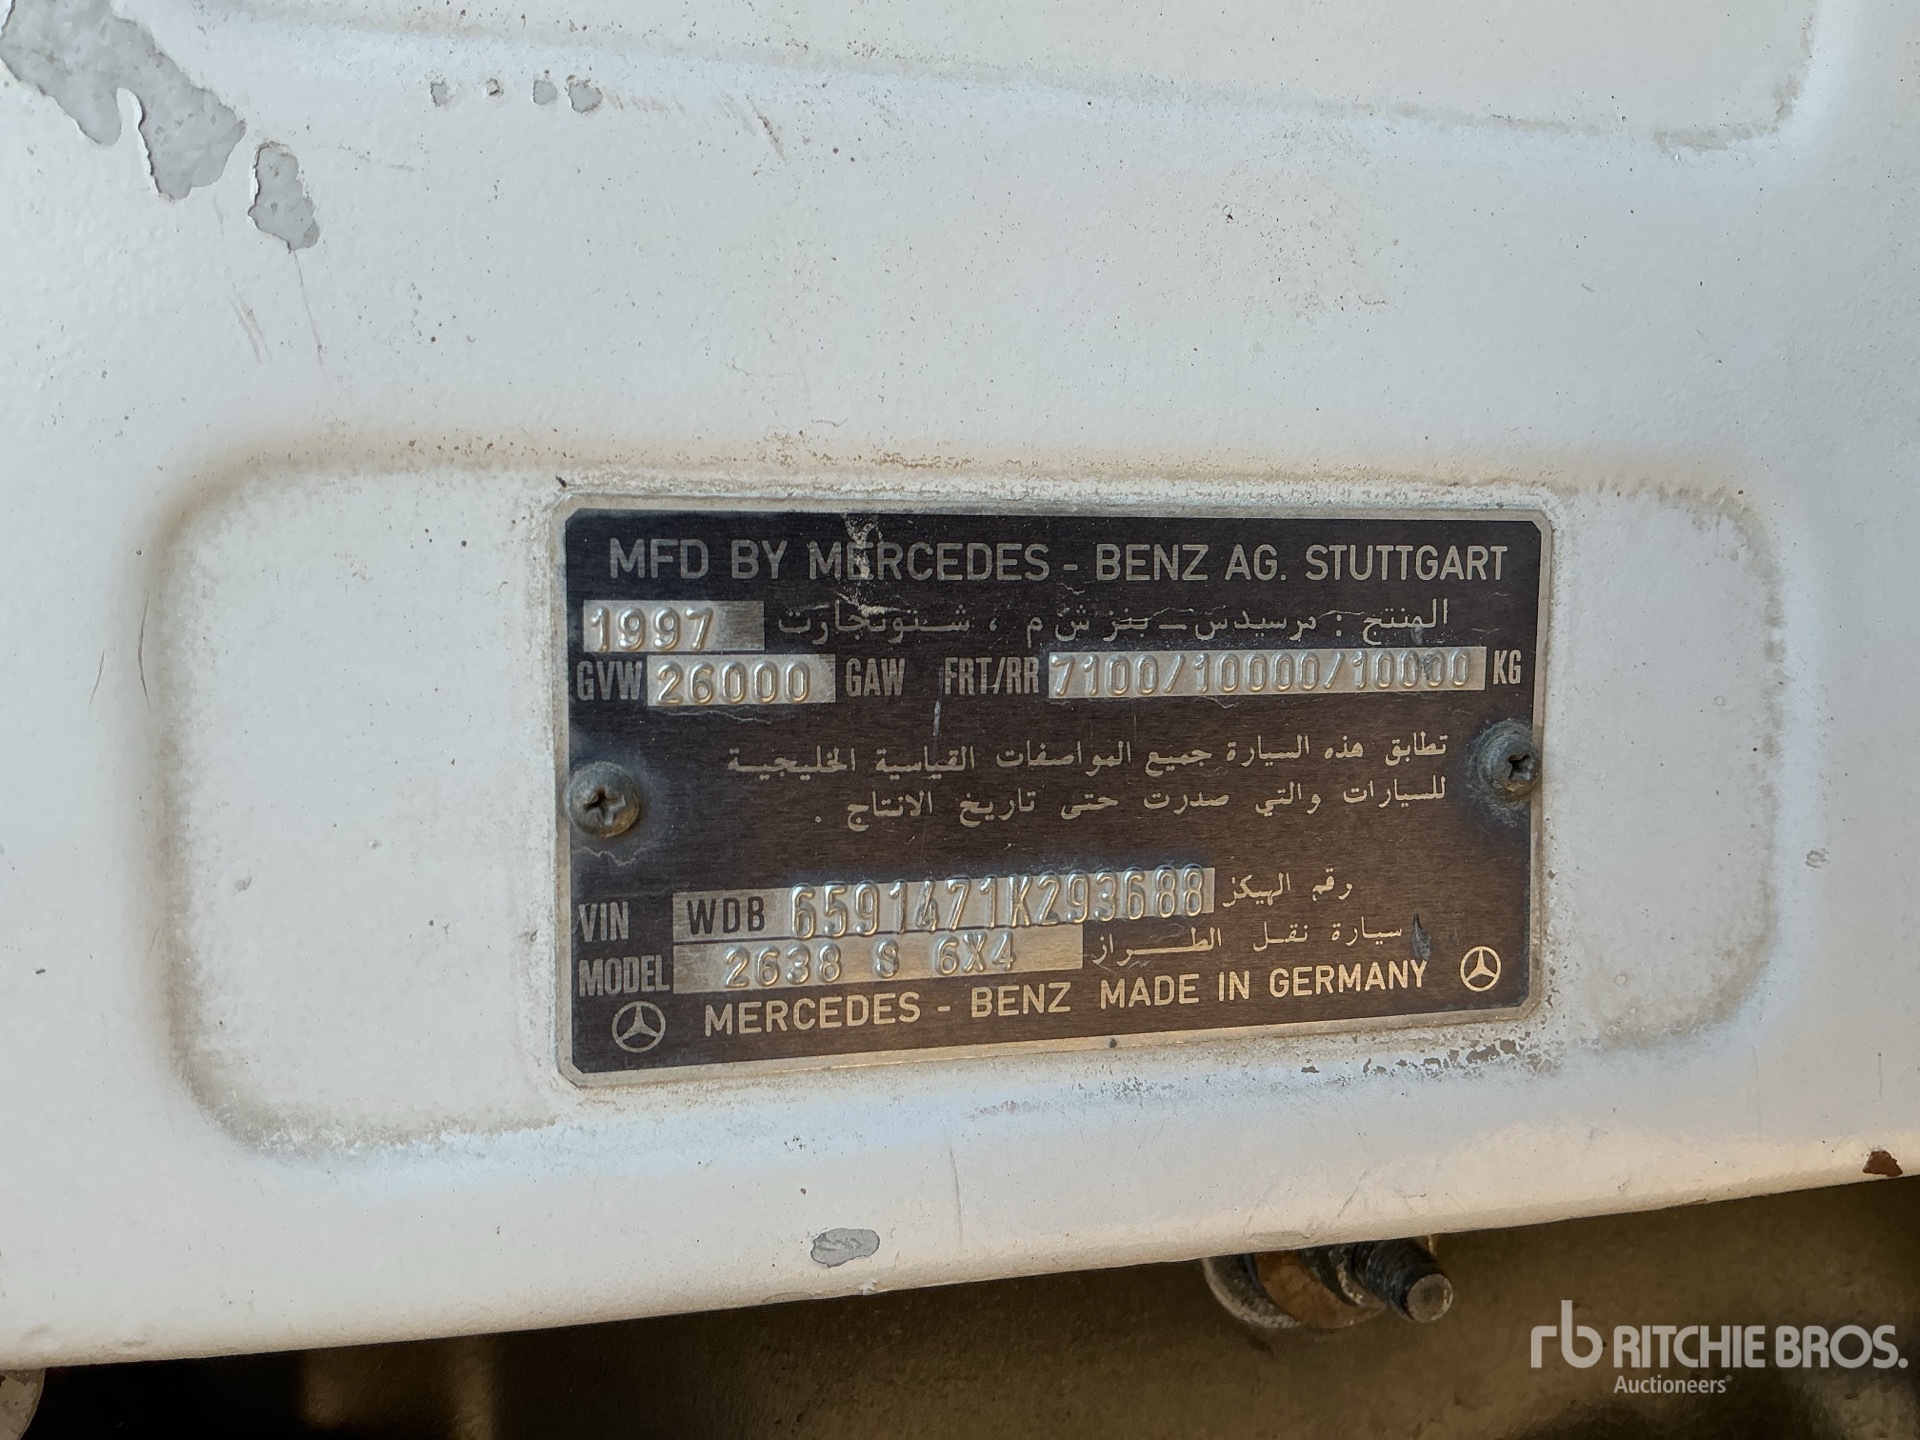 MFD BY MERCEDES - BENZ AG. STUTTGART
1997 المنتج : مرسيدس - بنز ش م ، شتوتجارت
GVW 26000 GAW FRT/RR 7100/10000/10000 KG
تطابق هذه السيارة جميع المواصفات القياسية الخليجية
للسيارات والتي صدرت حتى تاريخ الانتاج .
VIN WDB 6591471K293688 رقم الهيكل
MODEL 2638 S 6X4 سيارة نقل الطراز
MERCEDES - BENZ MADE IN GERMANY
rb RITCHIE BROS.
Auctioneers